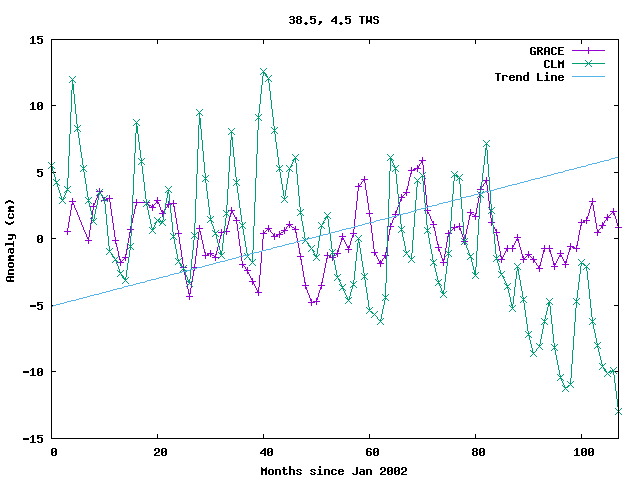 38.5, 4.5 TWS
GRACE
CLM
Trend Line
15
10
5
0
-5
-10
-15
Anomaly (cm)
0 20 40 60 80 100
Months since Jan 2002